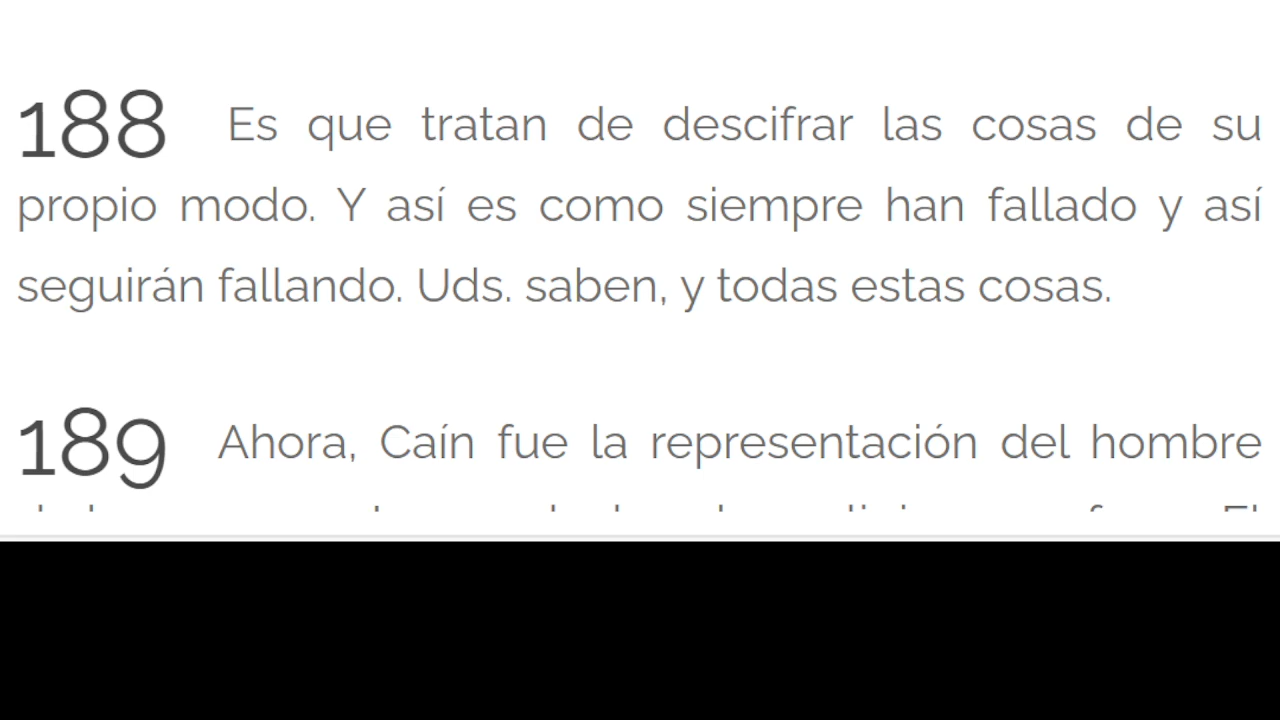 188 Es que tratan de descifrar las cosas de su
propio modo. Y así es como siempre han fallado y así
seguirán fallando. Uds. saben, y todas estas cosas.
189 Ahora, Caín fue la representación del hombre